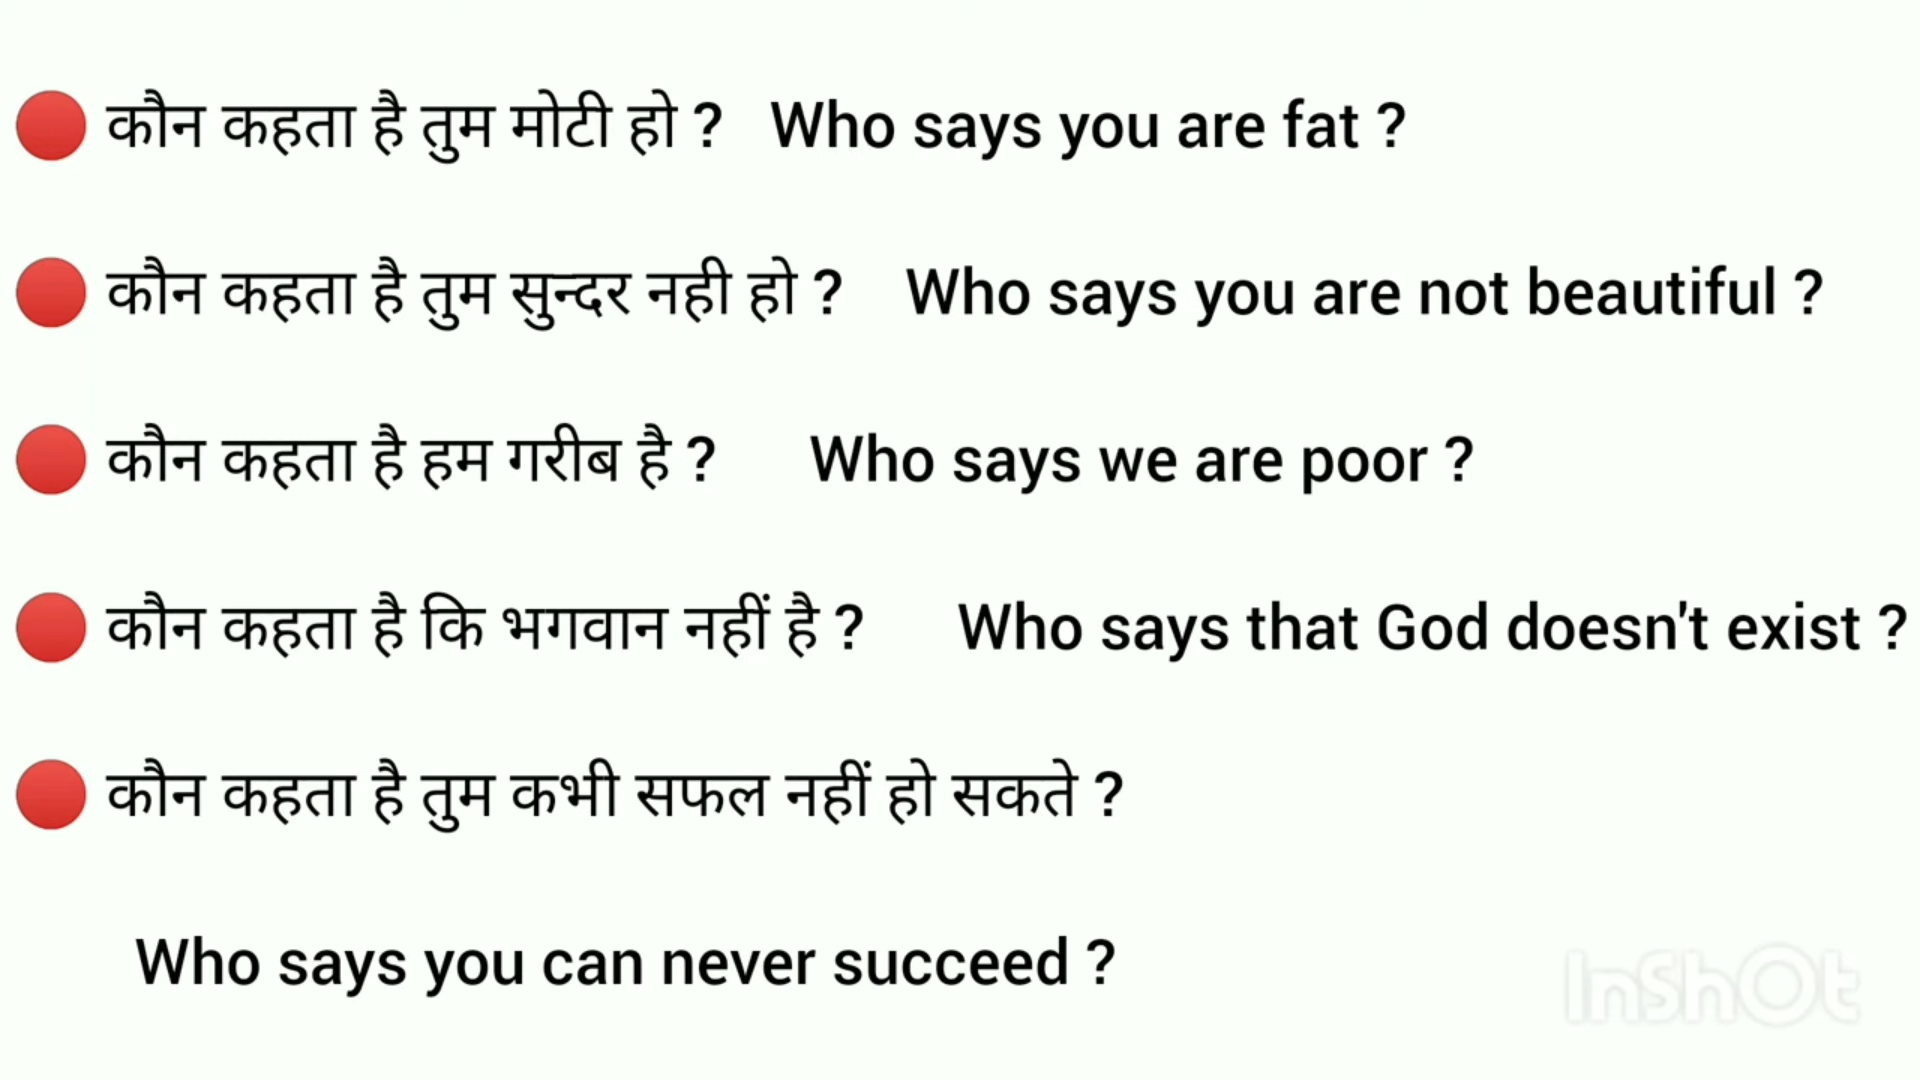 कौन कहता है तुम मोटी हो ? Who says you are fat ?
कौन कहता है तुम सुन्दर नही हो ? Who says you are not beautiful ?
कौन कहता है हम गरीब है ? Who says we are poor ?
कौन कहता है कि भगवान नहीं है ? Who says that God doesn't exist ?
कौन कहता है तुम कभी सफल नहीं हो सकते ?
Who says you can never succeed ?
InShOt